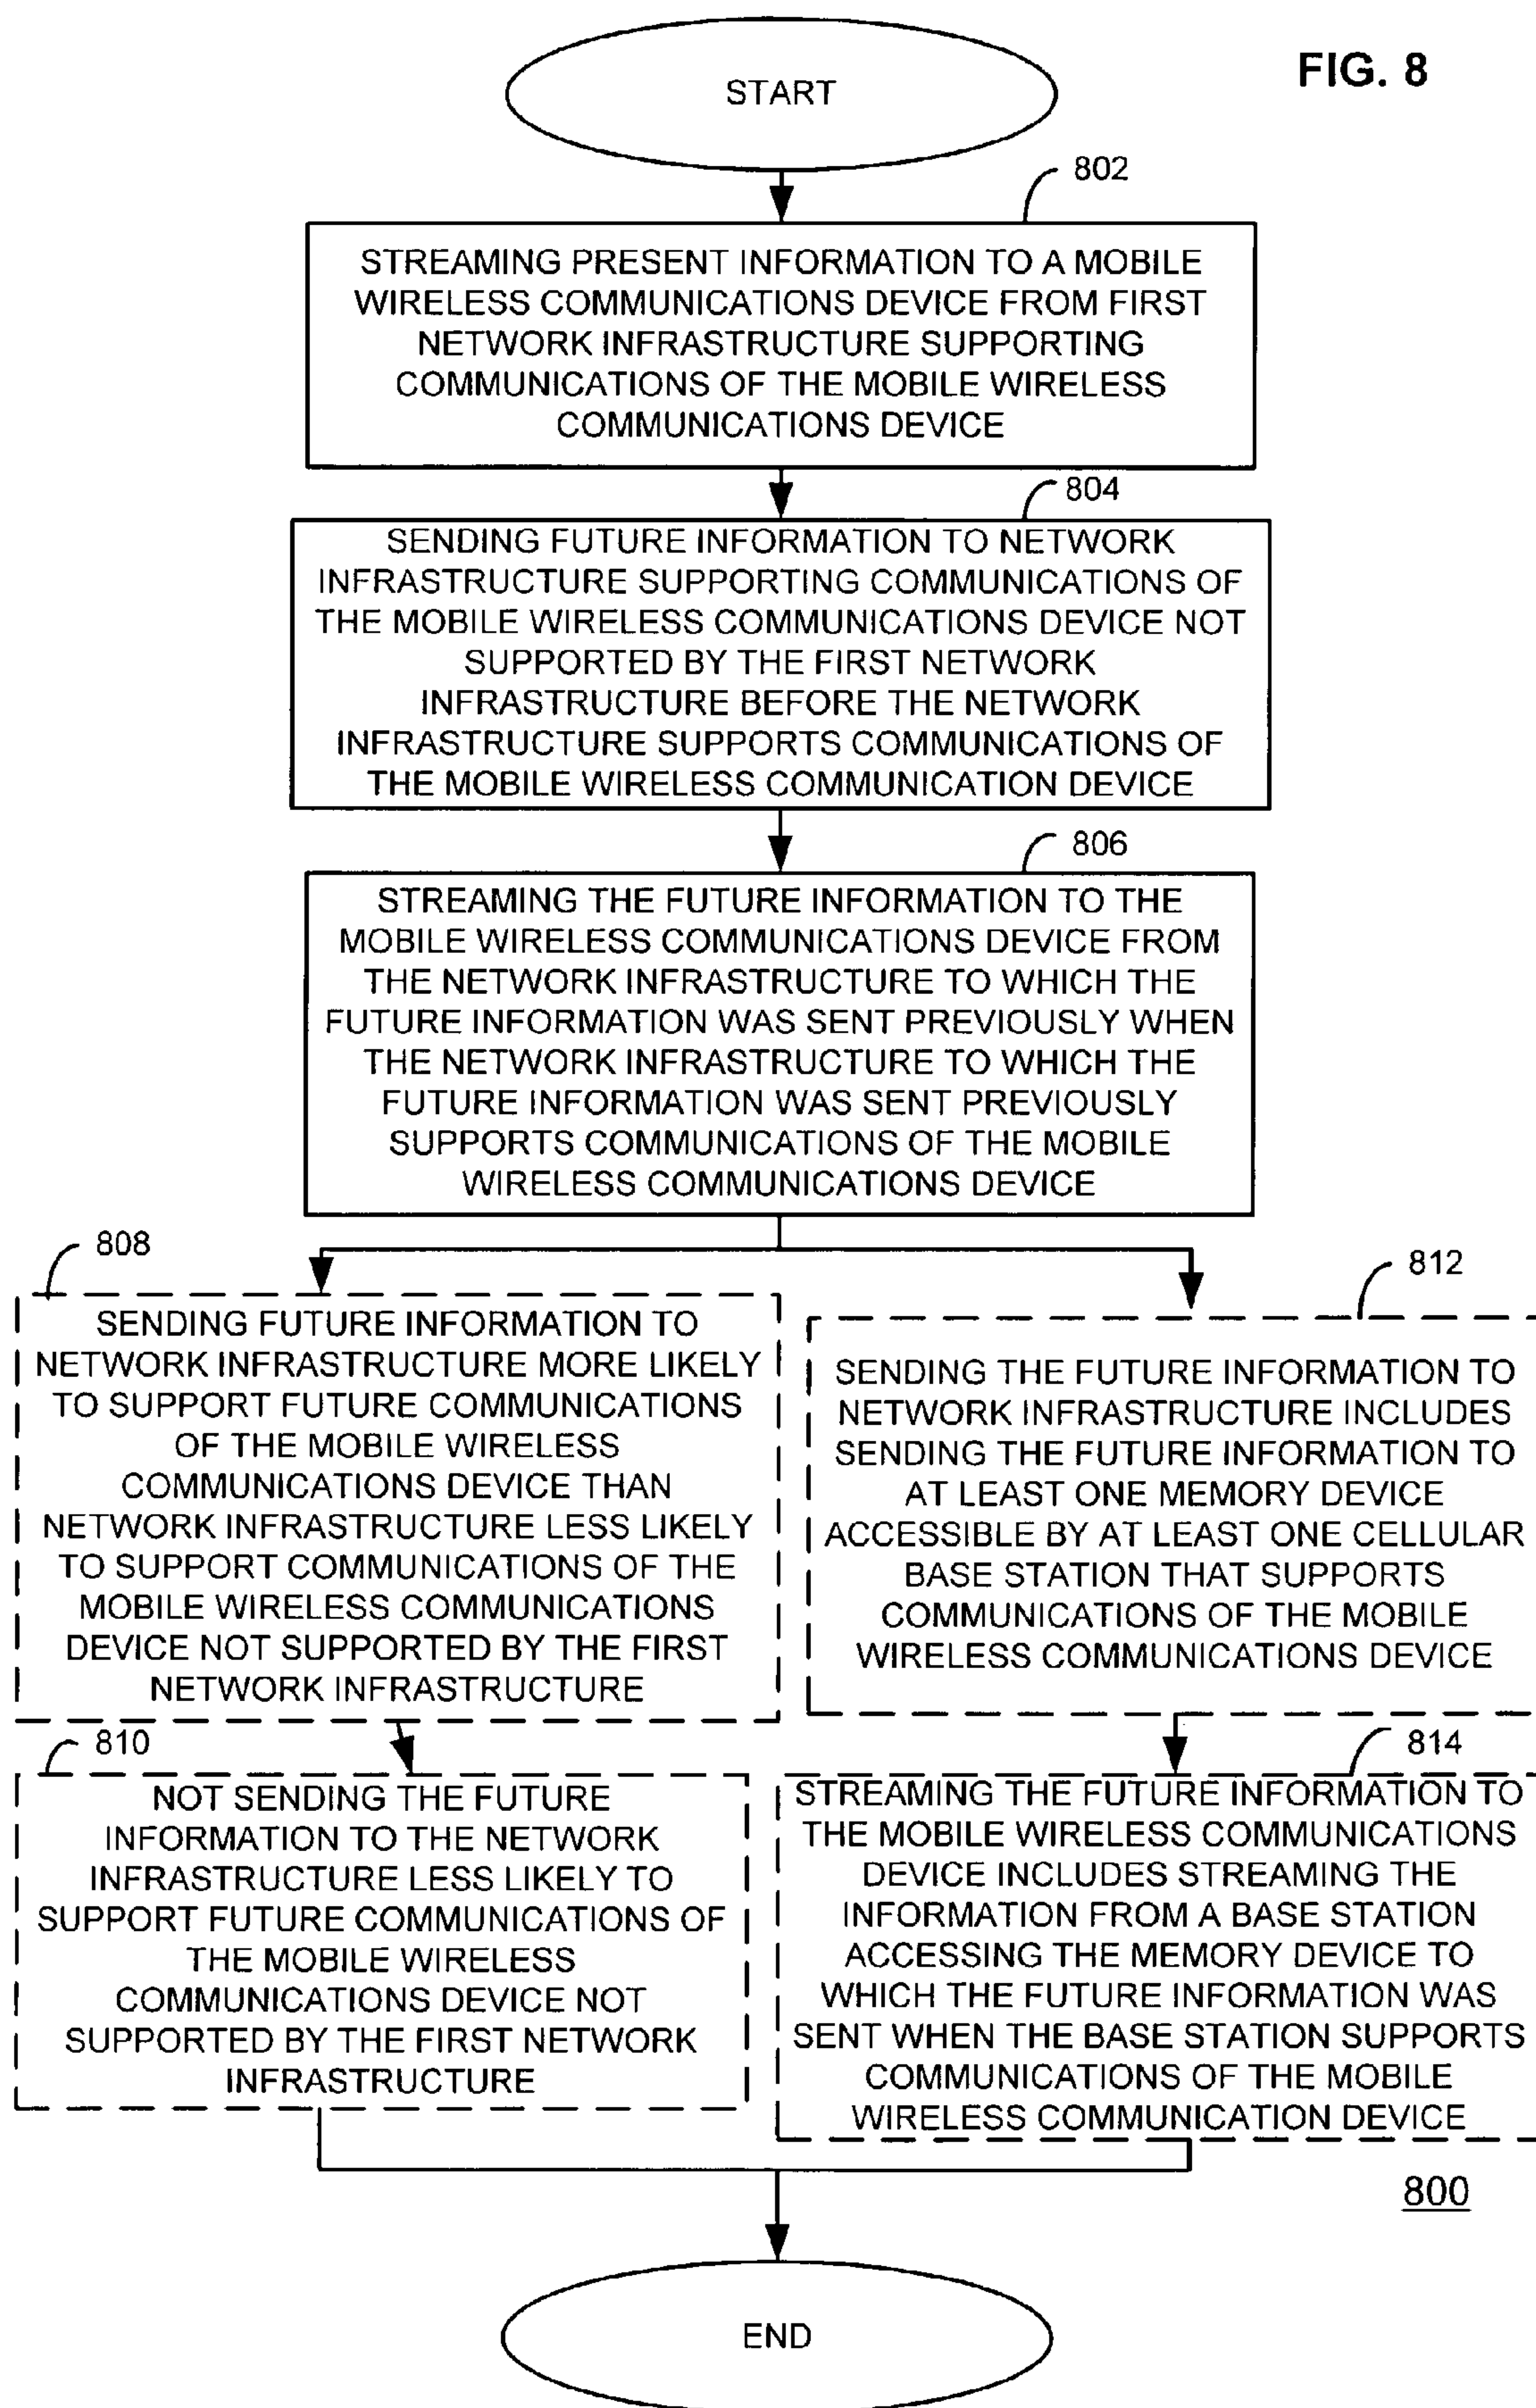 FIG. 8
START
802
STREAMING PRESENT INFORMATION TO A MOBILE
WIRELESS COMMUNICATIONS DEVICE FROM FIRST
NETWORK INFRASTRUCTURE SUPPORTING
COMMUNICATIONS OF THE MOBILE WIRELESS
COMMUNICATIONS DEVICE
804
SENDING FUTURE INFORMATION TO NETWORK
INFRASTRUCTURE SUPPORTING COMMUNICATIONS OF
THE MOBILE WIRELESS COMMUNICATIONS DEVICE NOT
SUPPORTED BY THE FIRST NETWORK
INFRASTRUCTURE BEFORE THE NETWORK
INFRASTRUCTURE SUPPORTS COMMUNICATIONS OF
THE MOBILE WIRELESS COMMUNICATION DEVICE
806
STREAMING THE FUTURE INFORMATION TO THE
MOBILE WIRELESS COMMUNICATIONS DEVICE FROM
THE NETWORK INFRASTRUCTURE TO WHICH THE
FUTURE INFORMATION WAS SENT PREVIOUSLY WHEN
THE NETWORK INFRASTRUCTURE TO WHICH THE
FUTURE INFORMATION WAS SENT PREVIOUSLY
SUPPORTS COMMUNICATIONS OF THE MOBILE
WIRELESS COMMUNICATIONS DEVICE
808
SENDING FUTURE INFORMATION TO
NETWORK INFRASTRUCTURE MORE LIKELY
TO SUPPORT FUTURE COMMUNICATIONS
OF THE MOBILE WIRELESS
COMMUNICATIONS DEVICE THAN
NETWORK INFRASTRUCTURE LESS LIKELY
TO SUPPORT COMMUNICATIONS OF THE
MOBILE WIRELESS COMMUNICATIONS
DEVICE NOT SUPPORTED BY THE FIRST
NETWORK INFRASTRUCTURE
810
NOT SENDING THE FUTURE
INFORMATION TO THE NETWORK
INFRASTRUCTURE LESS LIKELY TO
SUPPORT FUTURE COMMUNICATIONS OF
THE MOBILE WIRELESS
COMMUNICATIONS DEVICE NOT
SUPPORTED BY THE FIRST NETWORK
INFRASTRUCTURE
812
SENDING THE FUTURE INFORMATION TO
NETWORK INFRASTRUCTURE INCLUDES
SENDING THE FUTURE INFORMATION TO
AT LEAST ONE MEMORY DEVICE
ACCESSIBLE BY AT LEAST ONE CELLULAR
BASE STATION THAT SUPPORTS
COMMUNICATIONS OF THE MOBILE
WIRELESS COMMUNICATIONS DEVICE
814
STREAMING THE FUTURE INFORMATION TO
THE MOBILE WIRELESS COMMUNICATIONS
DEVICE INCLUDES STREAMING THE
INFORMATION FROM A BASE STATION
ACCESSING THE MEMORY DEVICE TO
WHICH THE FUTURE INFORMATION WAS
SENT WHEN THE BASE STATION SUPPORTS
COMMUNICATIONS OF THE MOBILE
WIRELESS COMMUNICATION DEVICE
800
END